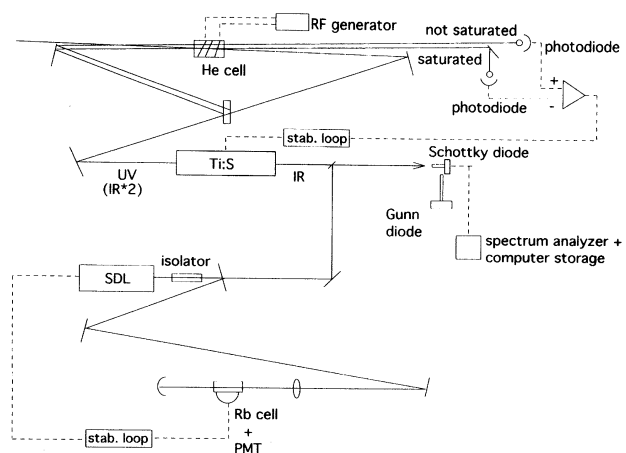 RF generator
not saturated
saturated
photodiode
He cell
photodiode
+
-
stab. loop
Ti:S
UV
(IR*2)
IR
Schottky diode
Gunn
diode
spectrum analyzer +
computer storage
isolator
SDL
Rb cell
+
PMT
stab. loop